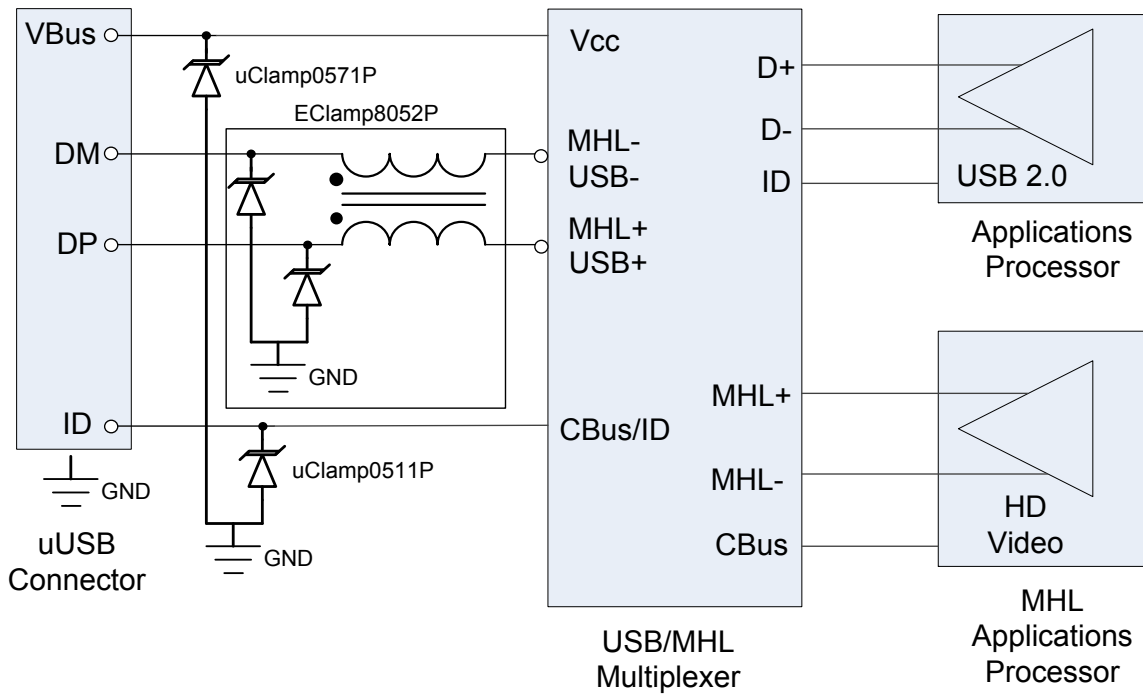 VBus
uClamp0571P
EClamp8052P
DM
DP
GND
ID
uClamp0511P
GND
GND
uUSB
Connector
Vcc
MHL-
USB-
MHL+
USB+
CBus/ID
D+
D-
ID
MHL+
MHL-
CBus
USB/MHL
Multiplexer
USB 2.0
Applications
Processor
HD
Video
MHL
Applications
Processor